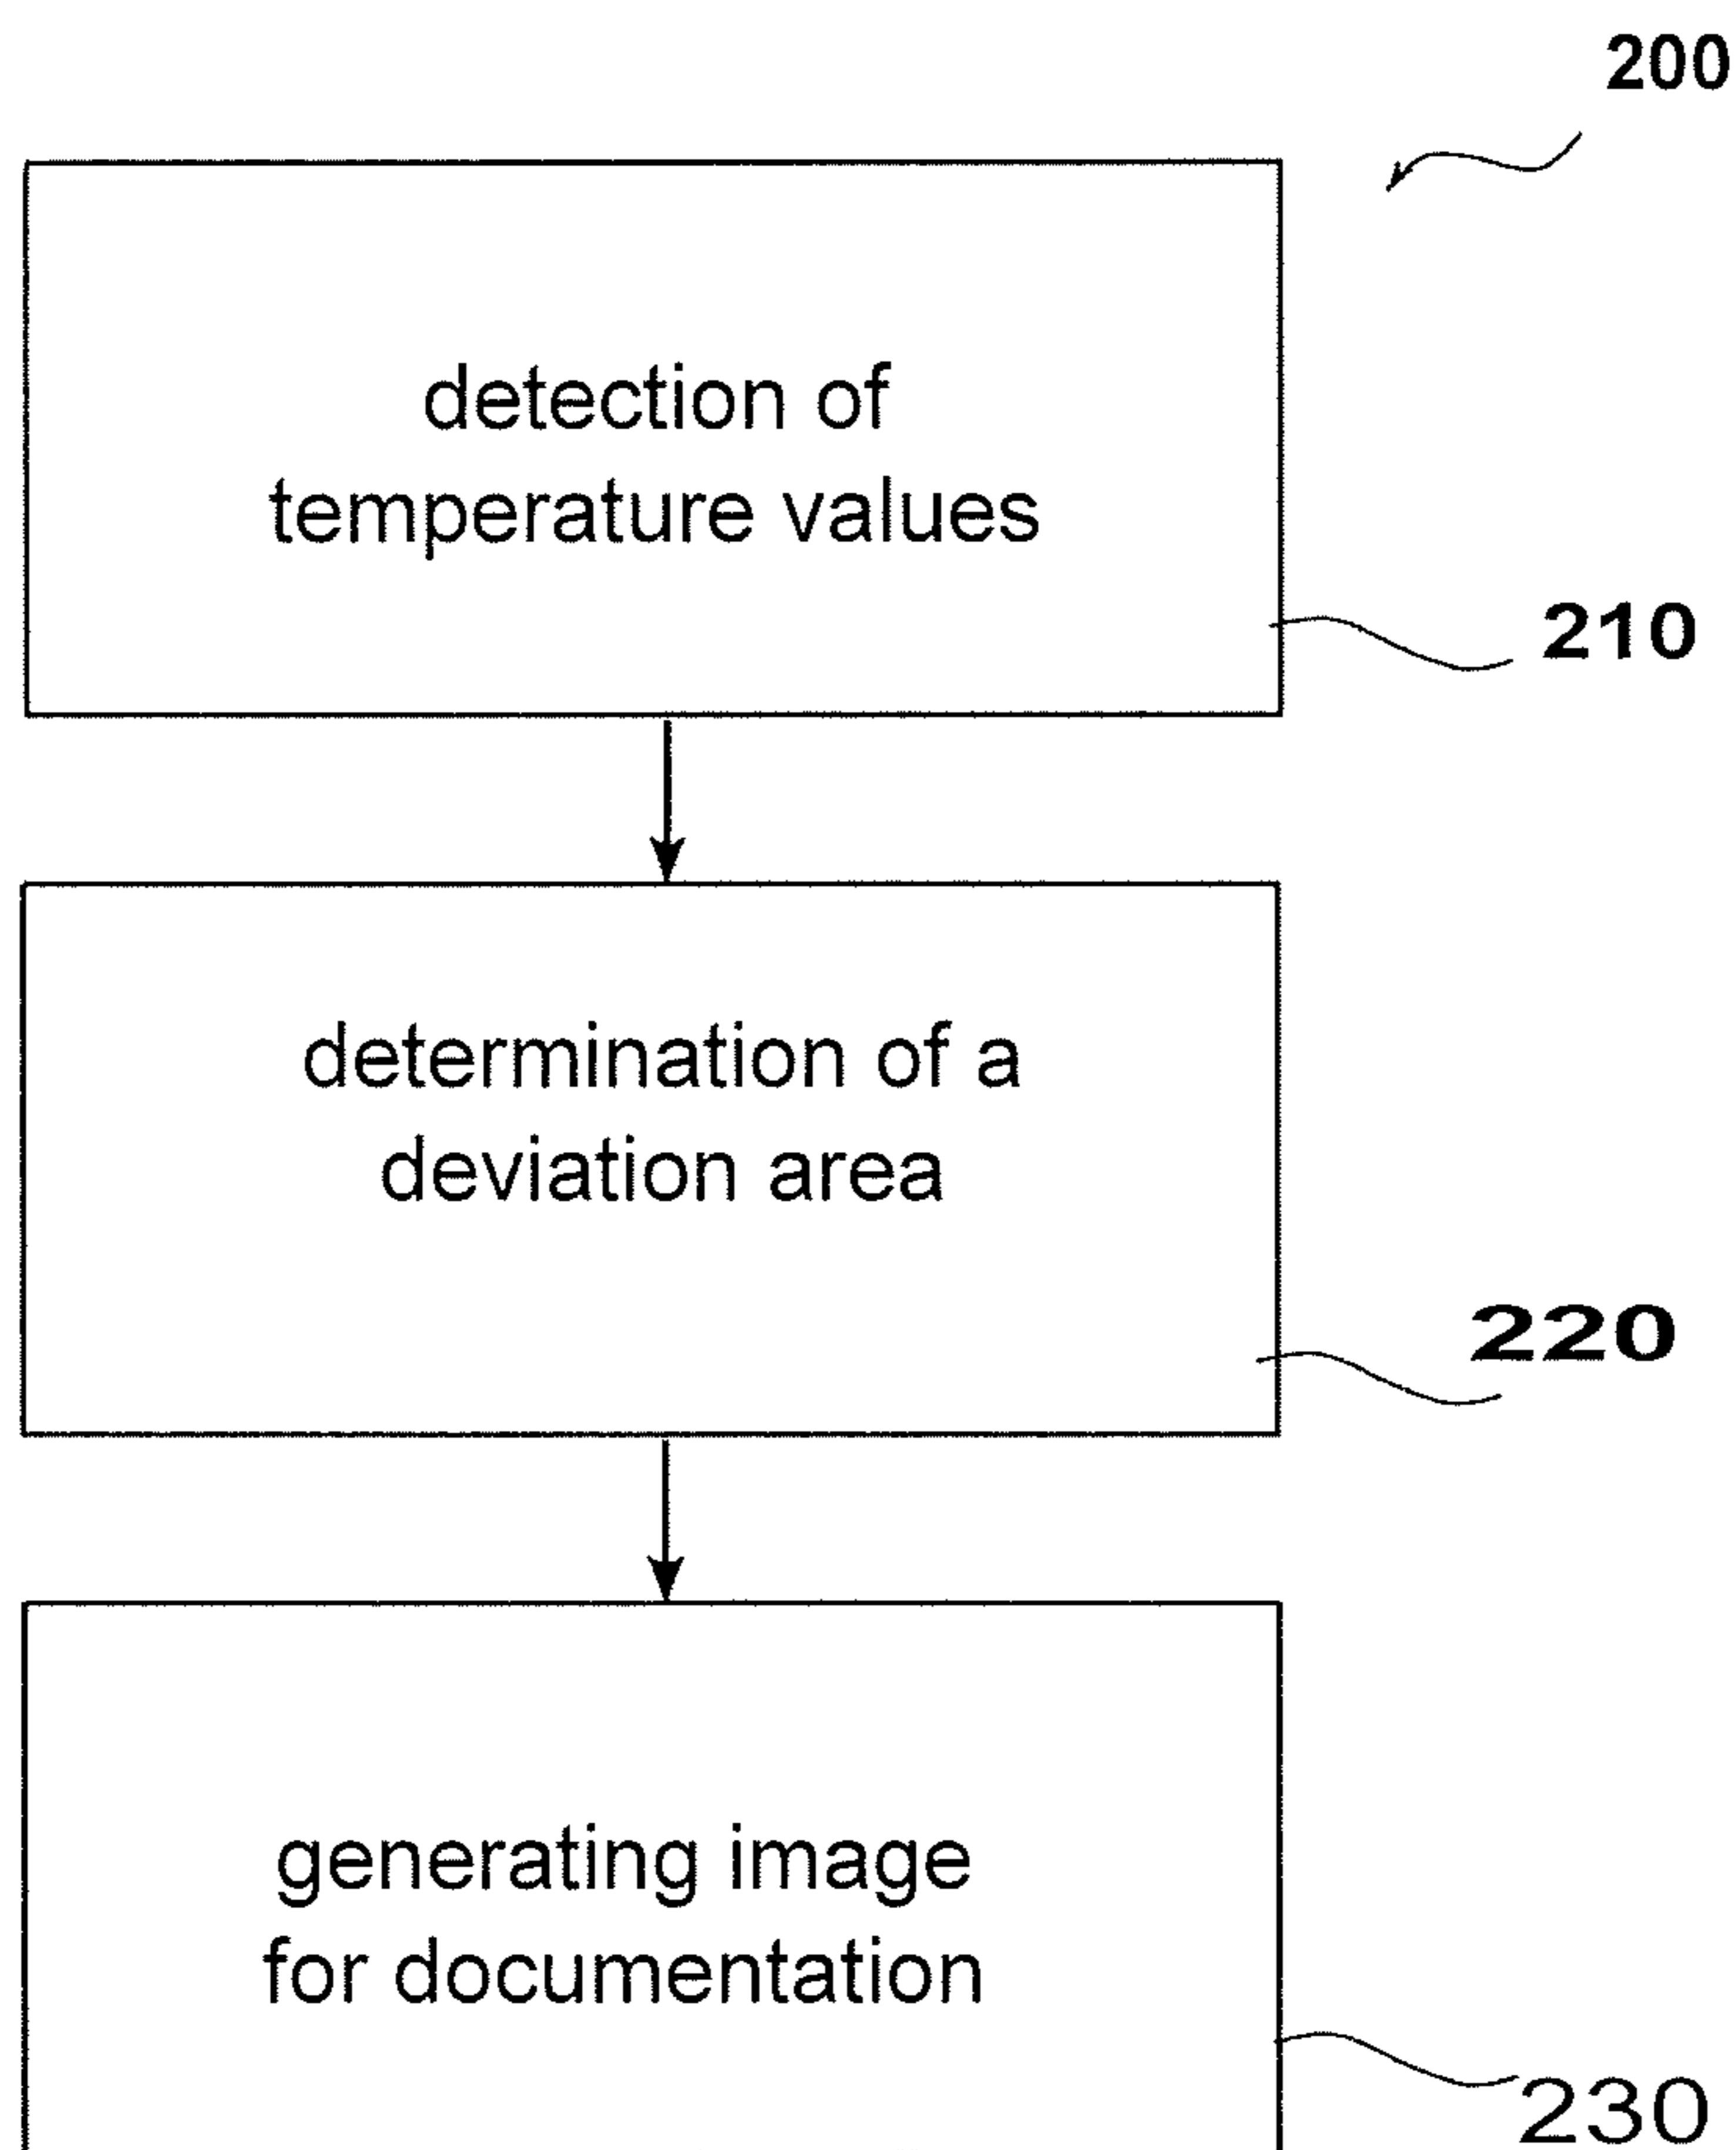 200
detection of
temperature values
210
determination of a
deviation area
220
generating image
for documentation
230